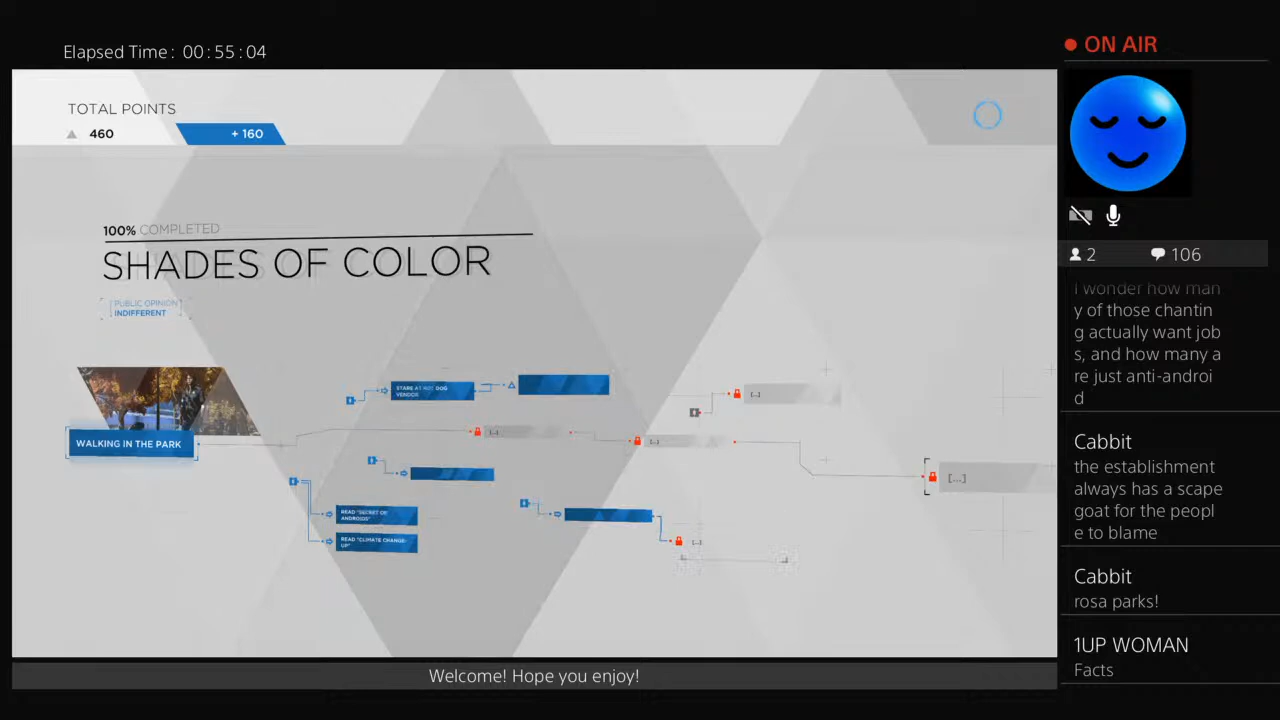 Elapsed Time: 00:55:04
ON AIR
TOTAL POINTS
460
+ 160
2
106
100% COMPLETED
SHADES OF COLOR
PUBLIC OPINION
INDIFFERENT
I wonder how man
y of those chantin
g actually want job
s, and how many a
re just anti-androi
d
STARE AT HOT DOG
VENDOR
[...]
[...]
[...]
WALKING IN THE PARK
[...]
READ "SECRET OF
ANDROIDS"
READ "CLIMATE CHANGE:
UP"
[...]
Cabbit
the establishment
always has a scape
goat for the peopl
e to blame
Cabbit
rosa parks!
1UP WOMAN
Facts
Welcome! Hope you enjoy!